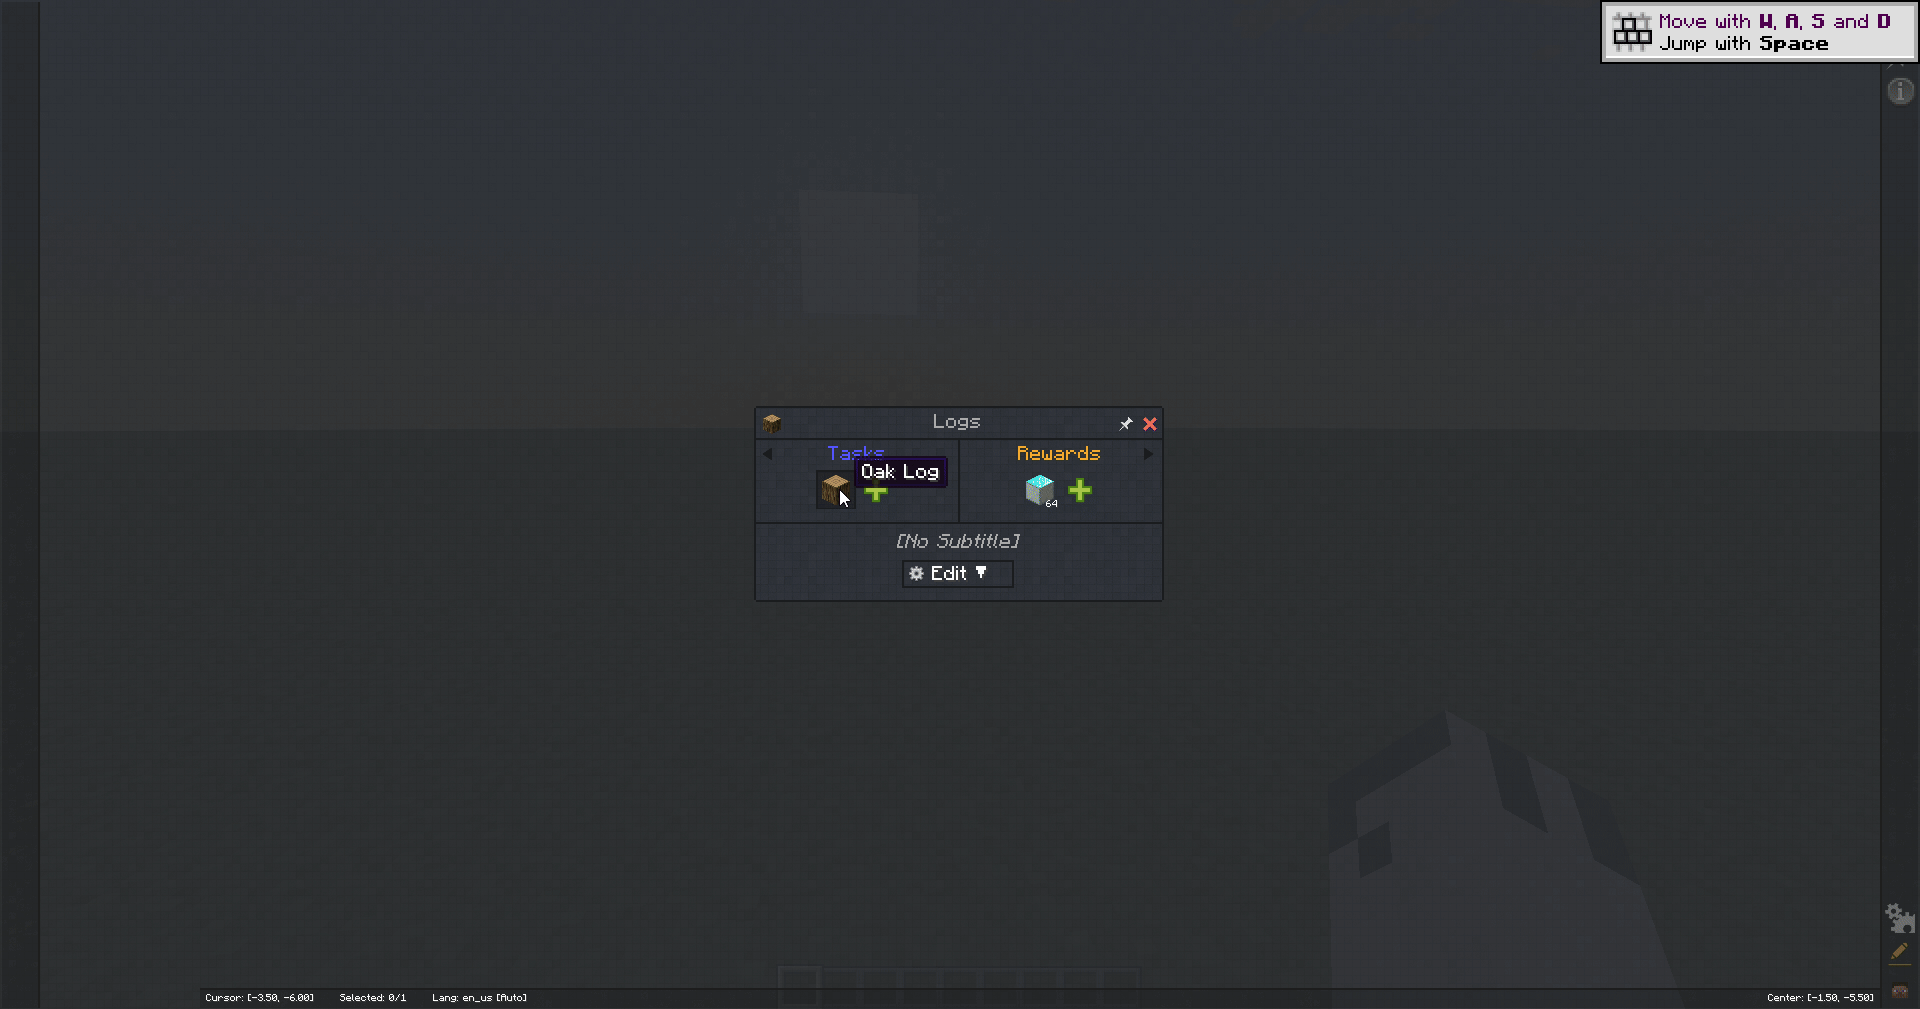 Move with W, A, S and D
Jump with Space
Logs
Tasks
Rewards
Oak Log
64
[No Subtitle]
Edit ▼
Cursor: [-3.50, -6.00] Selected: 0/1 Lang: en_us [Auto]
Center: [-1.50, -5.50]